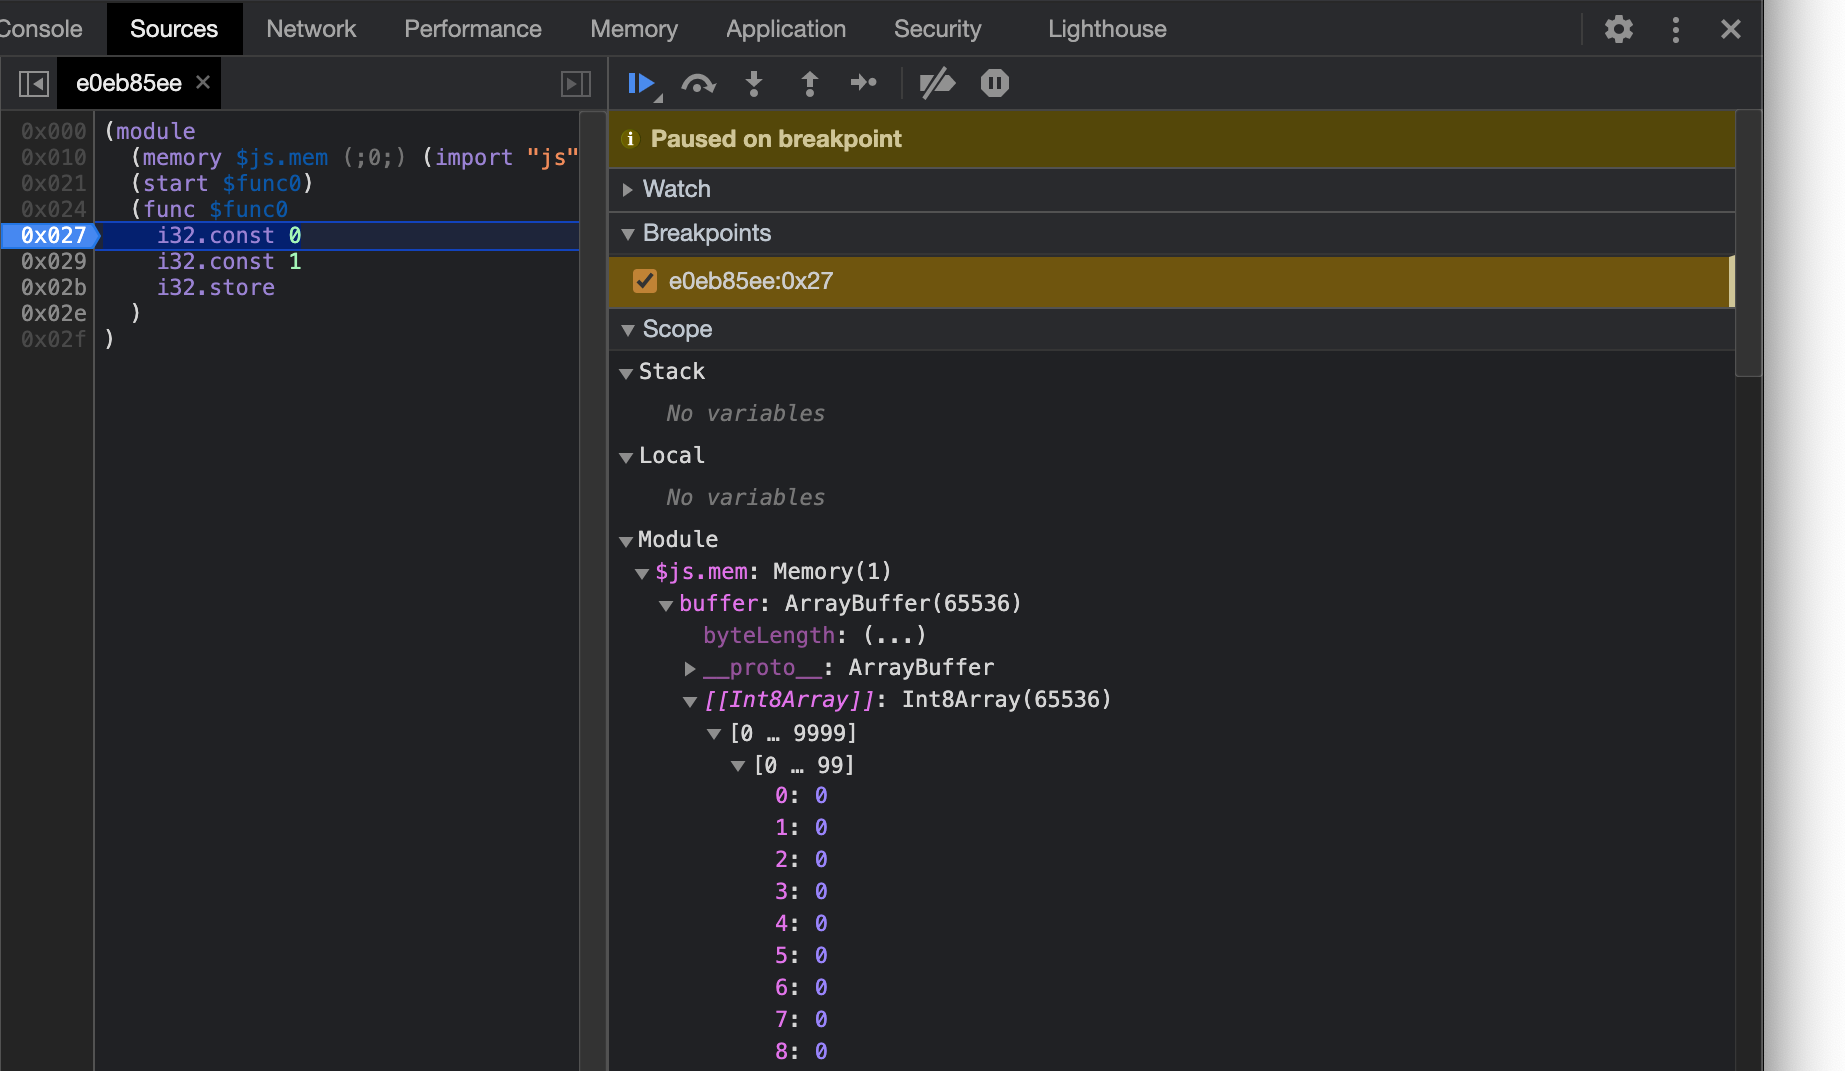 Console Sources Network Performance Memory Application Security Lighthouse
e0eb85ee
0x000 (module
0x010 (memory $js.mem (;0;) (import "js"
0x021 (start $func0)
0x024 (func $func0
0x027 i32.const 0
0x029 i32.const 1
0x02b i32.store
0x02e )
0x02f )
Paused on breakpoint
Watch
Breakpoints
e0eb85ee:0x27
Scope
Stack
No variables
Local
No variables
Module
$js.mem: Memory(1)
buffer: ArrayBuffer(65536)
byteLength: (...)
__proto__: ArrayBuffer
[[Int8Array]]: Int8Array(65536)
[0 … 9999]
[0 … 99]
0: 0
1: 0
2: 0
3: 0
4: 0
5: 0
6: 0
7: 0
8: 0